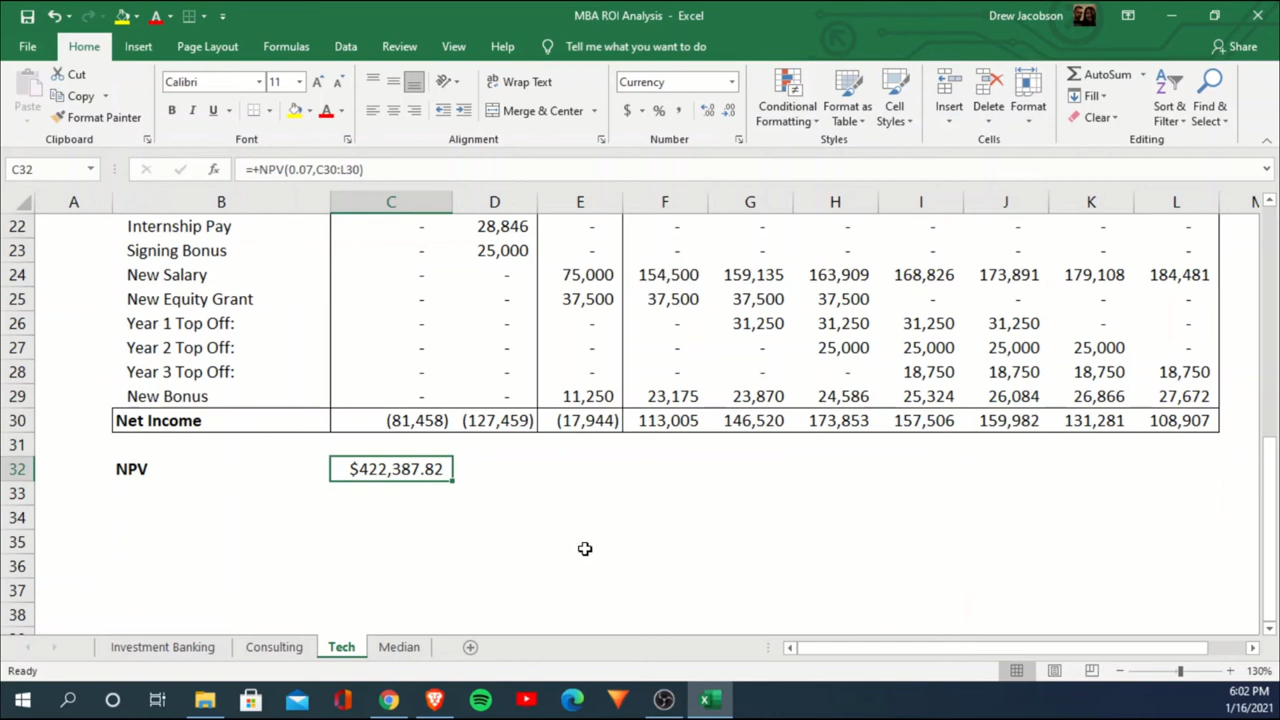 MBA ROI Analysis - Excel
Drew Jacobson
File Home Insert Page Layout Formulas Data Review View Help Tell me what you want to do Share
Paste
Cut
Copy
Format Painter
Clipboard
Calibri 11
B I U
Font
Wrap Text
Merge & Center
Alignment
Currency
$ % ,
Number
Conditional Formatting
Format as Table
Cell Styles
Styles
Insert
Delete
Format
Cells
AutoSum
Fill
Clear
Sort & Filter
Find & Select
Editing
C32 fx =+NPV(0.07,C30:L30)
A B C D E F G H I J K L M
22 Internship Pay - 28,846 - - - - - - - -
23 Signing Bonus - 25,000 - - - - - - - -
24 New Salary - - 75,000 154,500 159,135 163,909 168,826 173,891 179,108 184,481
25 New Equity Grant - - 37,500 37,500 37,500 37,500 - - - -
26 Year 1 Top Off: - - - - 31,250 31,250 31,250 31,250 - -
27 Year 2 Top Off: - - - - - 25,000 25,000 25,000 25,000 -
28 Year 3 Top Off: - - - - - - 18,750 18,750 18,750 18,750
29 New Bonus - - 11,250 23,175 23,870 24,586 25,324 26,084 26,866 27,672
30 Net Income (81,458) (127,459) (17,944) 113,005 146,520 173,853 157,506 159,982 131,281 108,907
31
32 NPV $422,387.82
33
34
35
36
37
38
Investment Banking Consulting Tech Median
Ready
130%
6:02 PM
1/16/2021